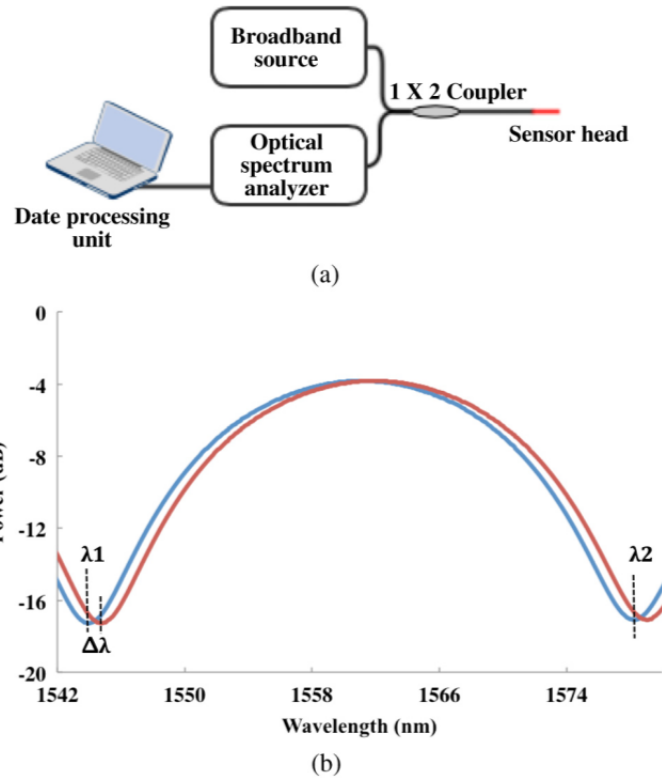 Broadband
source
1 X 2 Coupler
Optical
spectrum
analyzer
Sensor head
Date processing
unit
(a)
0
-4
-8
-12
-16
-20
(dB)
λ1
λ2
Δλ
1542
1550
1558
1566
1574
Wavelength (nm)
(b)